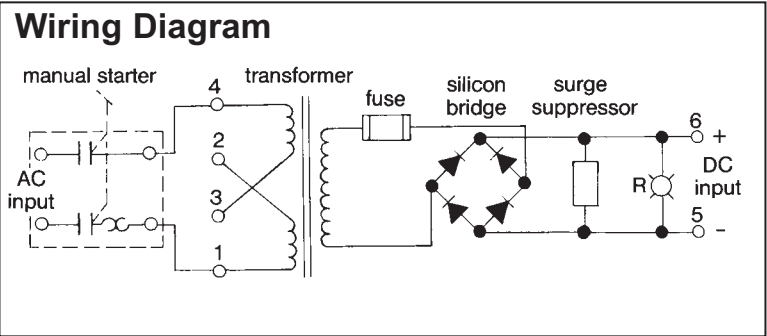 Wiring Diagram
manual starter
transformer
fuse
silicon
bridge
surge
suppressor
4
2
3
1
AC
input
6 +
DC
input
R
5 -